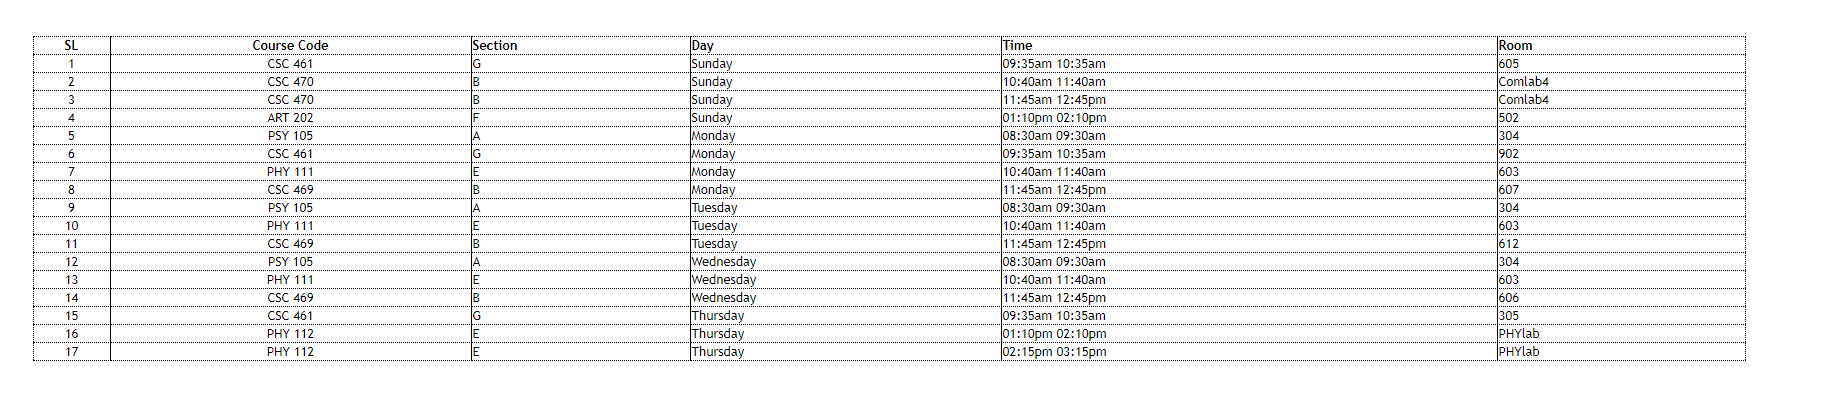 SL Course Code Section Day Time Room
1 CSC 461 G Sunday 09:35am 10:35am 605
2 CSC 470 B Sunday 10:40am 11:40am Comlab4
3 CSC 470 B Sunday 11:45am 12:45pm Comlab4
4 ART 202 F Sunday 01:10pm 02:10pm 502
5 PSY 105 A Monday 08:30am 09:30am 304
6 CSC 461 G Monday 09:35am 10:35am 902
7 PHY 111 E Monday 10:40am 11:40am 603
8 CSC 469 B Monday 11:45am 12:45pm 607
9 PSY 105 A Tuesday 08:30am 09:30am 304
10 PHY 111 E Tuesday 10:40am 11:40am 603
11 CSC 469 B Tuesday 11:45am 12:45pm 612
12 PSY 105 A Wednesday 08:30am 09:30am 304
13 PHY 111 E Wednesday 10:40am 11:40am 603
14 CSC 469 B Wednesday 11:45am 12:45pm 606
15 CSC 461 G Thursday 09:35am 10:35am 305
16 PHY 112 E Thursday 01:10pm 02:10pm PHYlab
17 PHY 112 E Thursday 02:15pm 03:15pm PHYlab